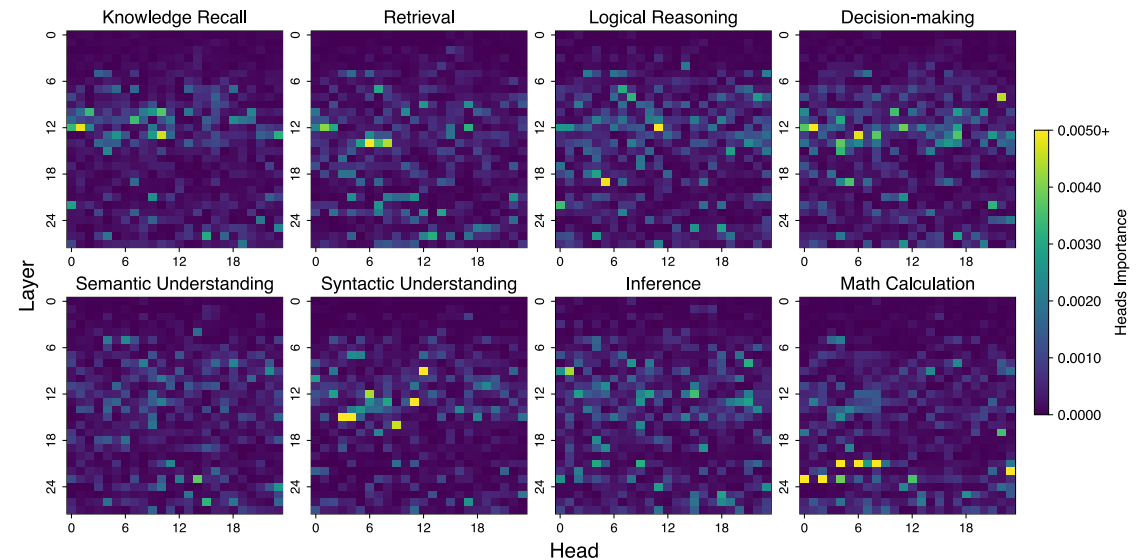 Knowledge Recall
Retrieval
Logical Reasoning
Decision-making
0
6
12
18
24
0 6 12 18
0
6
12
18
24
0 6 12 18
0
6
12
18
24
0 6 12 18
0
6
12
18
24
0 6 12 18
Semantic Understanding
Syntactic Understanding
Inference
Math Calculation
0
6
12
18
24
0 6 12 18
0
6
12
18
24
0 6 12 18
0
6
12
18
24
0 6 12 18
0
6
12
18
24
0 6 12 18
Layer
Head
0.0050+
0.0040
0.0030
0.0020
0.0010
0.0000
Heads Importance